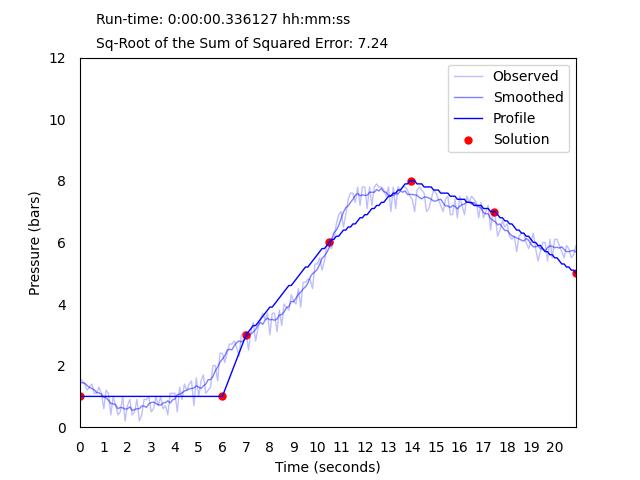 Run-time: 0:00:00.336127 hh:mm:ss
Sq-Root of the Sum of Squared Error: 7.24
Observed
Smoothed
Profile
Solution
Pressure (bars)
12
10
8
6
4
2
0
0 1 2 3 4 5 6 7 8 9 10 11 12 13 14 15 16 17 18 19 20
Time (seconds)